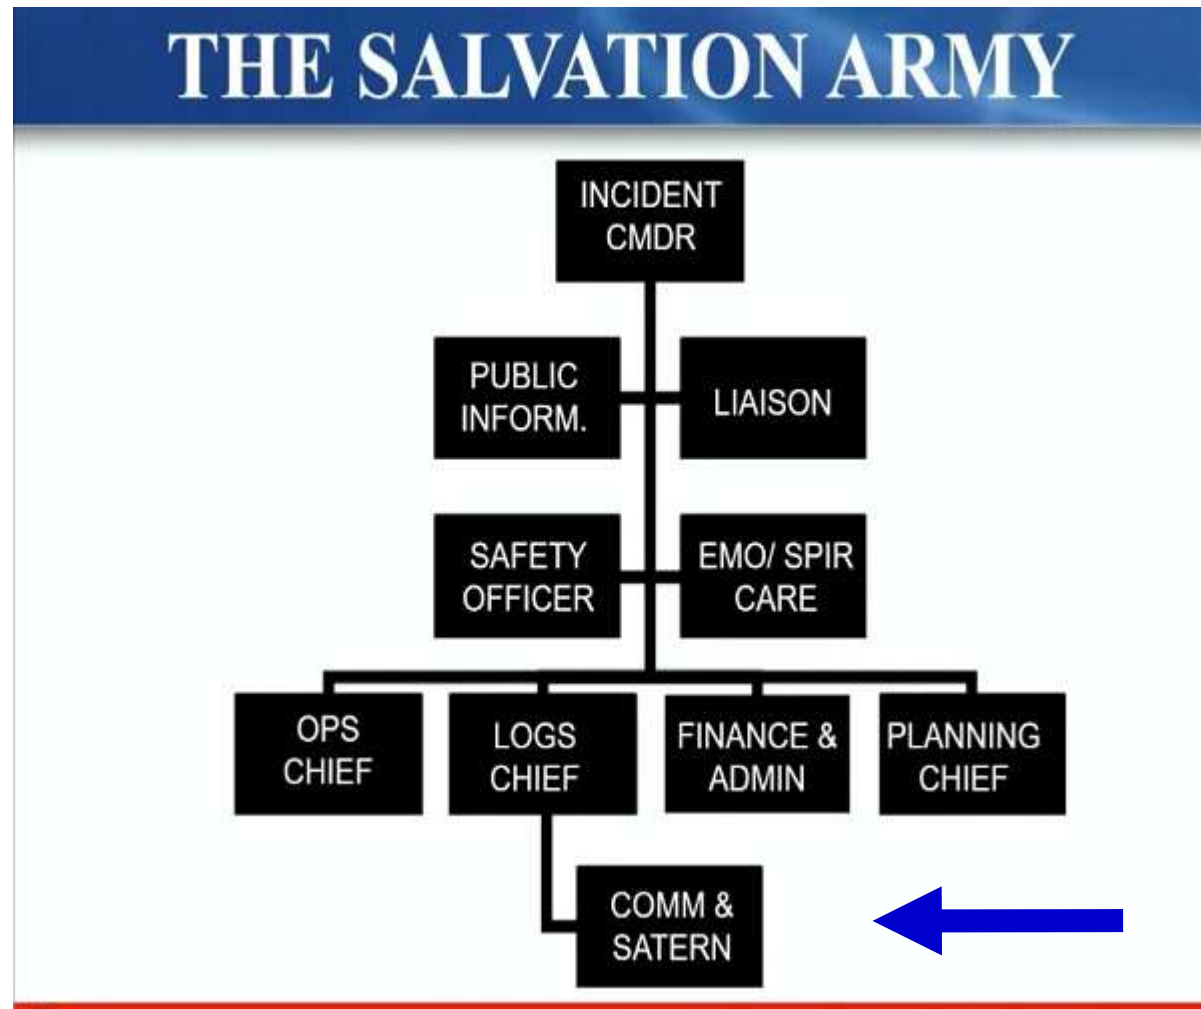 THE SALVATION ARMY
INCIDENT
CMDR
PUBLIC
INFORM.
LIAISON
SAFETY
OFFICER
EMO/ SPIR
CARE
OPS
CHIEF
LOGS
CHIEF
FINANCE &
ADMIN
PLANNING
CHIEF
COMM &
SATERN